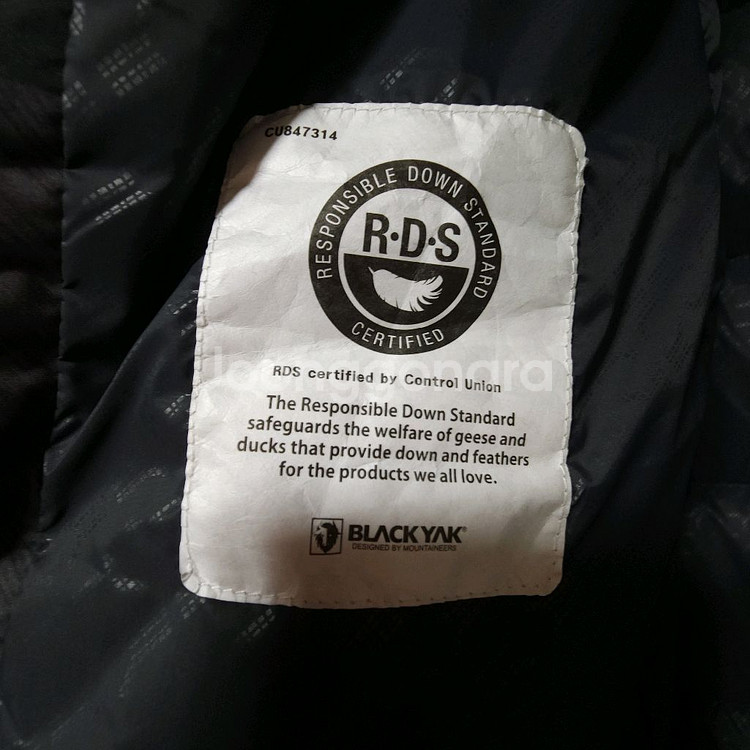 CU847314
RESPONSIBLE DOWN STANDARD
R·D·S
CERTIFIED
RDS certified by Control Union
Joonggonara
The Responsible Down Standard
safeguards the welfare of geese and
ducks that provide down and feathers
for the products we all love.
BLACKYAK®
DESIGNED BY MOUNTAINEERS